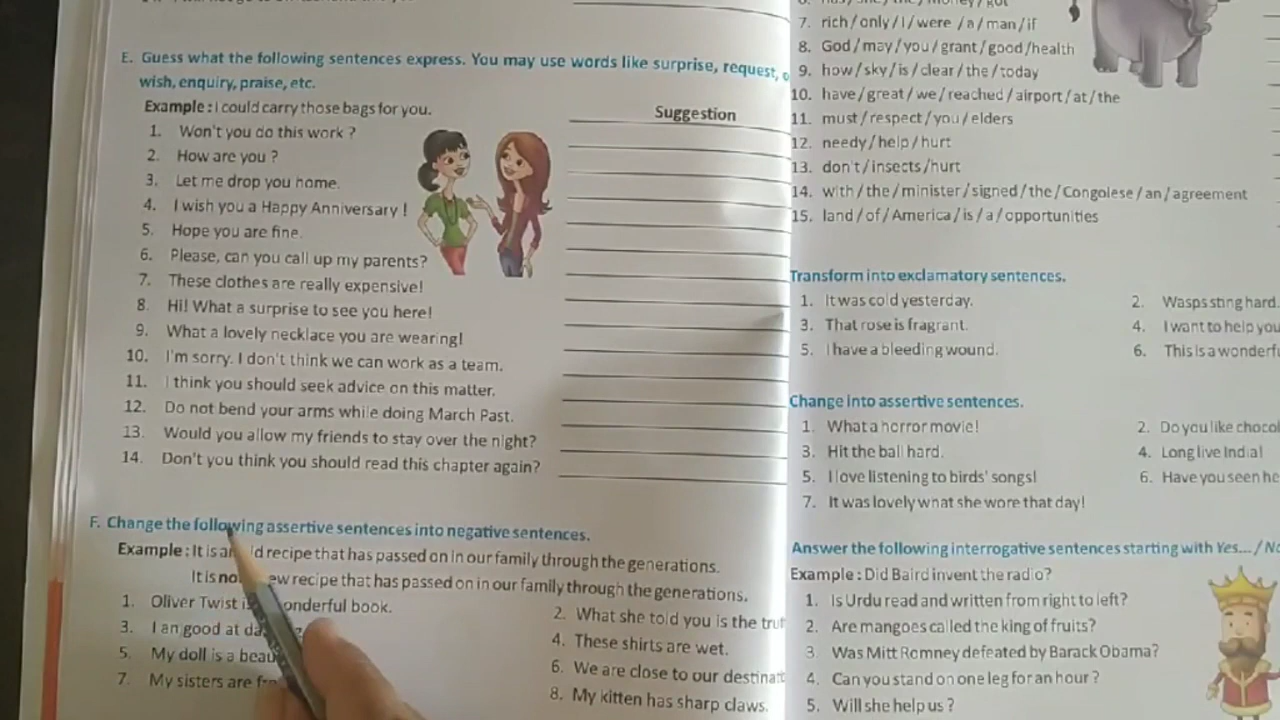 E. Guess what the following sentences express. You may use words like surprise, request,
wish, enquiry, praise, etc.
Example : I could carry those bags for you.
Suggestion
1. Won't you do this work ?
2. How are you ?
3. Let me drop you home.
4. I wish you a Happy Anniversary !
5. Hope you are fine.
6. Please, can you call up my parents?
7. These clothes are really expensive!
8. Hi! What a surprise to see you here!
9. What a lovely necklace you are wearing!
10. I'm sorry. I don't think we can work as a team.
11. I think you should seek advice on this matter.
12. Do not bend your arms while doing March Past.
13. Would you allow my friends to stay over the night?
14. Don't you think you should read this chapter again?
F. Change the following assertive sentences into negative sentences.
Example : It is an recipe that has passed on in our family through the generations.
It is recipe that has passed on in our family through the generations.
1. Oliver Twist book.
2. What she told you is the
3. I an good at
4. These shirts are wet.
5. My doll is a
6. We are close to our
7. My sisters are
8. My kitten has sharp claws.
7. rich / only / I / were / a / man / if
8. God / may / you / grant / good / health
9. how / sky / is / clear / the / today
10. have / great / we / reached / airport / at / the
11. must / respect / you / elders
12. needy / help / hurt
13. don't / insects / hurt
14. with / the / minister / signed / the / Congolese / an / agreement
15. land / of / America / is / a / opportunities
Transform into exclamatory sentences.
1. It was cold yesterday.
2. Wasps sting hard.
3. That rose is fragrant.
4. I want to help you
5. I have a bleeding wound.
6. This is a
Change into assertive sentences.
1. What a horror movie!
2. Do you like
3. Hit the ball hard.
4. Long live India!
5. I love listening to birds' songs!
6. Have you seen
7. It was lovely what she wore that day!
Answer the following interrogative sentences starting with Yes... /
Example : Did Baird invent the radio?
1. Is Urdu read and written from right to left?
2. Are mangoes called the king of fruits?
3. Was Mitt Romney defeated by Barack Obama?
4. Can you stand on one leg for an hour ?
5. Will she help us ?